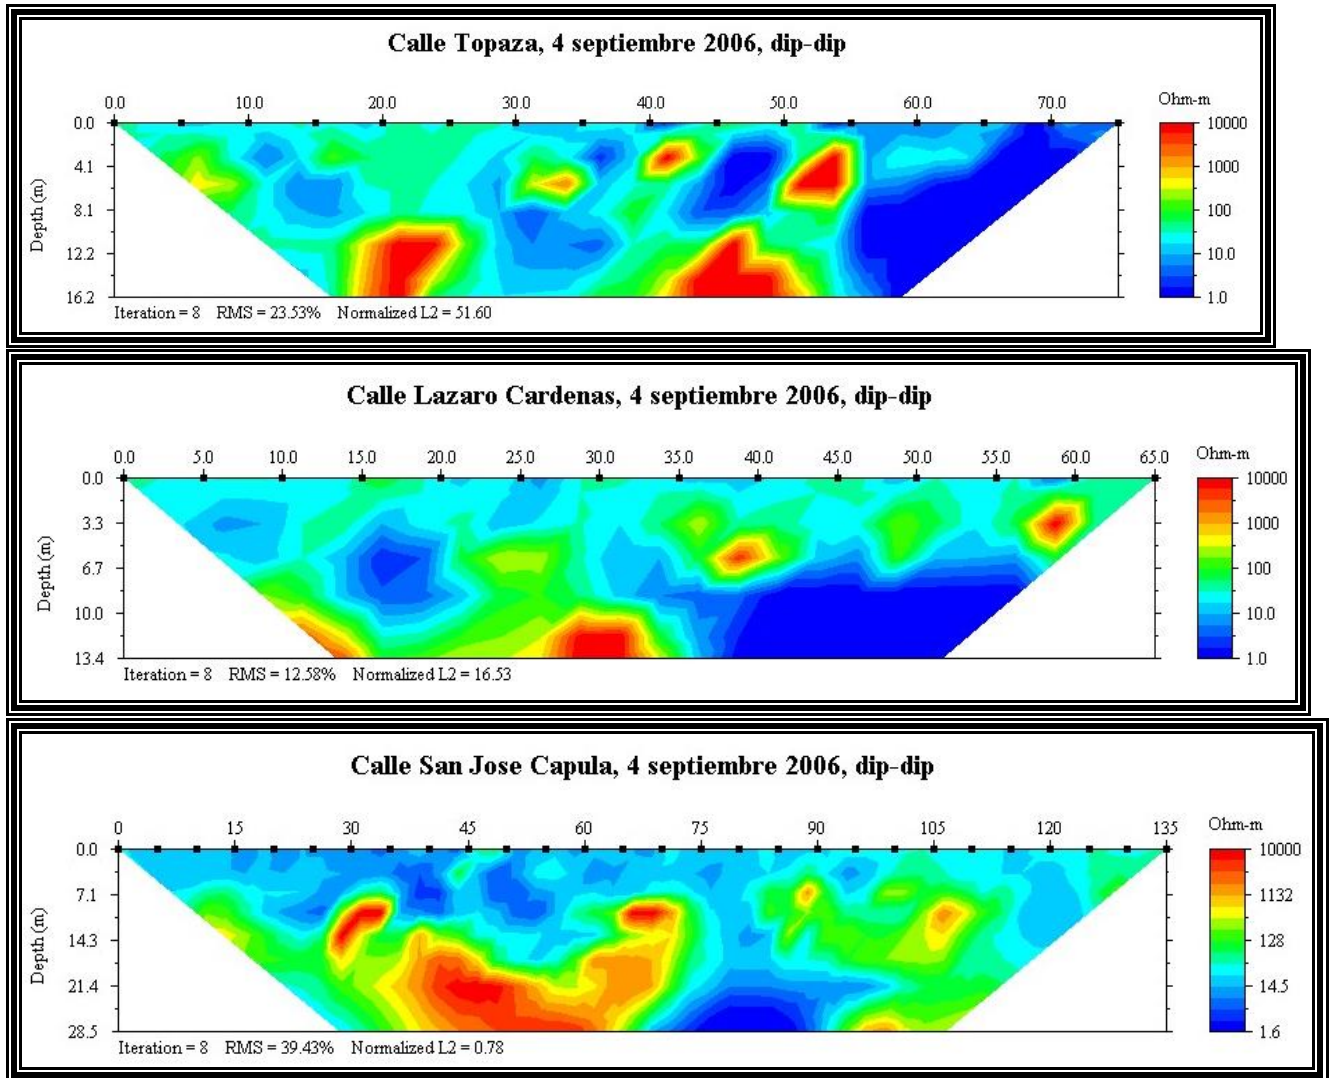 Calle Topaza, 4 septiembre 2006, dip-dip
0.0 10.0 20.0 30.0 40.0 50.0 60.0 70.0
Ohm-m
Depth (m)
0.0
4.1
8.1
12.2
16.2
10000
1000
100
10.0
1.0
Iteration = 8 RMS = 23.53% Normalized L2 = 51.60
Calle Lazaro Cardenas, 4 septiembre 2006, dip-dip
0.0 5.0 10.0 15.0 20.0 25.0 30.0 35.0 40.0 45.0 50.0 55.0 60.0 65.0
Ohm-m
Depth (m)
0.0
3.3
6.7
10.0
13.4
10000
1000
100
10.0
1.0
Iteration = 8 RMS = 12.58% Normalized L2 = 16.53
Calle San Jose Capula, 4 septiembre 2006, dip-dip
0 15 30 45 60 75 90 105 120 135
Ohm-m
Depth (m)
0.0
7.1
14.3
21.4
28.5
10000
1132
128
14.5
1.6
Iteration = 8 RMS = 39.43% Normalized L2 = 0.78